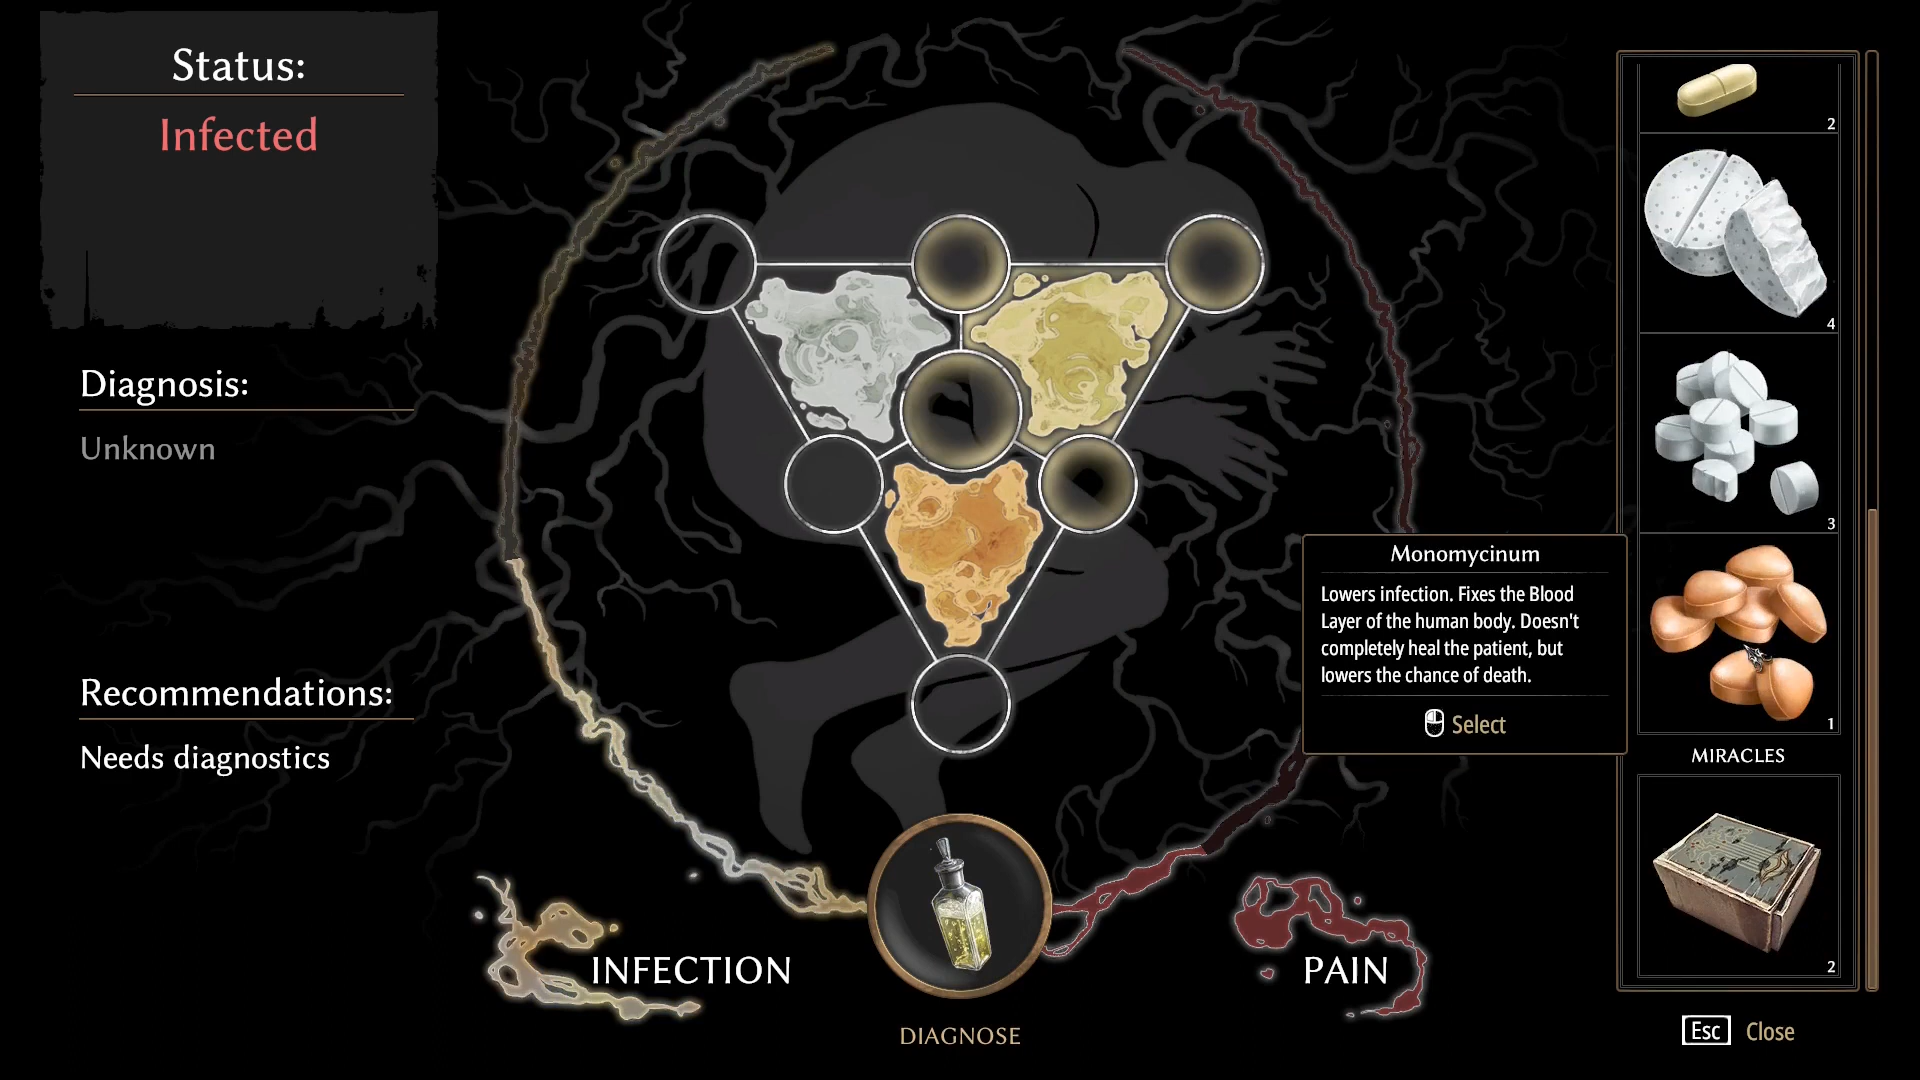 Status:
Infected
Diagnosis:
Unknown
Recommendations:
Needs diagnostics
INFECTION
DIAGNOSE
PAIN
Monomycinum
Lowers infection. Fixes the Blood
Layer of the human body. Doesn't
completely heal the patient, but
lowers the chance of death.
Select
2
4
3
1
MIRACLES
2
Esc Close